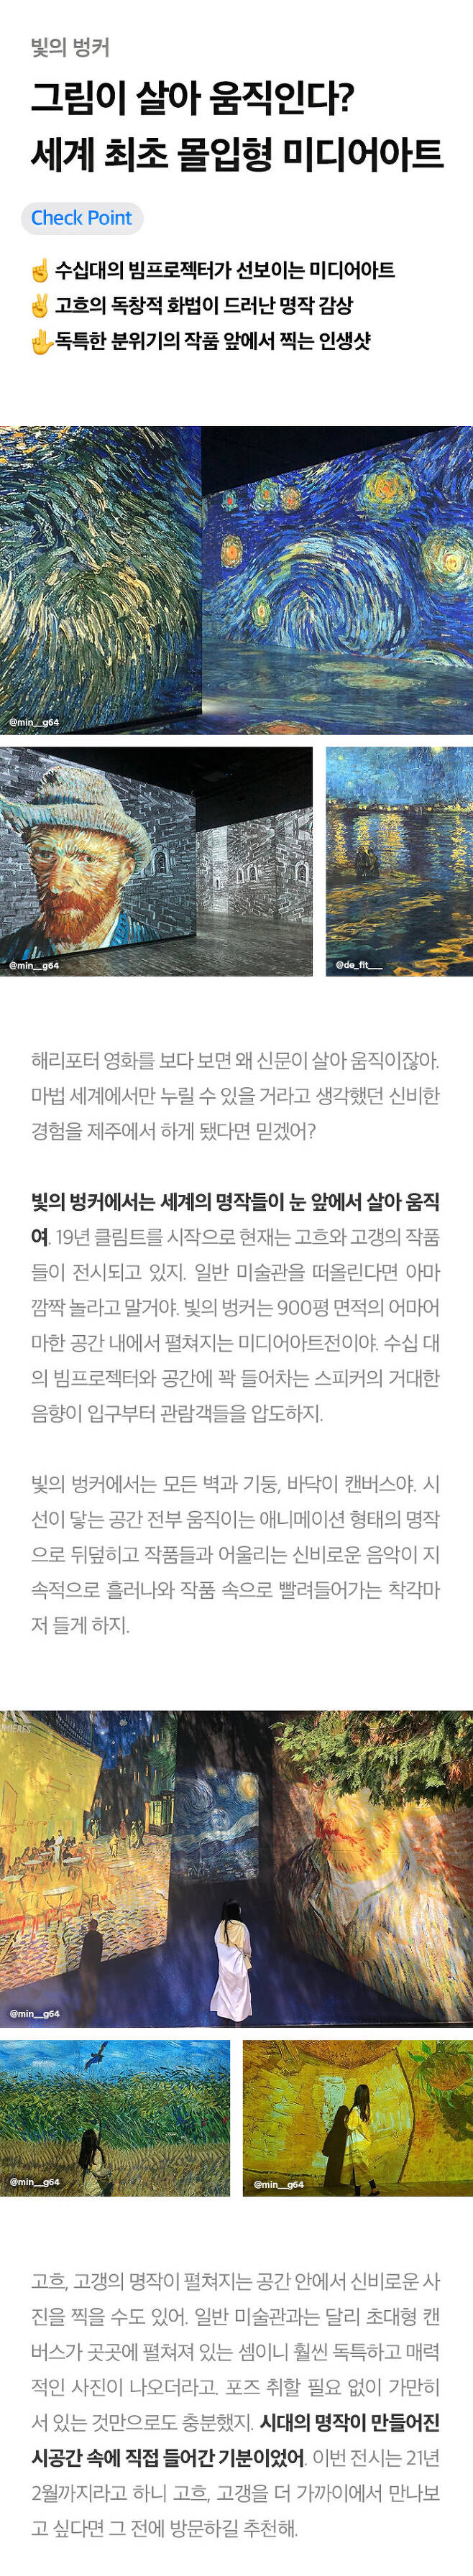 빛의 벙커
그림이 살아 움직인다?
세계 최초 몰입형 미디어아트
Check Point
☝️ 수십대의 빔프로젝터가 선보이는 미디어아트
✌️ 고흐의 독창적 화법이 드러난 명작 감상
🖖독특한 분위기의 작품 앞에서 찍는 인생샷
@min__g64
@min__g64
@de_fit___
해리포터 영화를 보다 보면 왜 신문이 살아 움직이잖아.
마법 세계에서만 누릴 수 있을 거라고 생각했던 신비한
경험을 제주에서 하게 됐다면 믿겠어?
빛의 벙커에서는 세계의 명작들이 눈 앞에서 살아 움직
여. 19년 클림트를 시작으로 현재는 고흐와 고갱의 작품
들이 전시되고 있지. 일반 미술관을 떠올린다면 아마
깜짝 놀라고 말거야. 빛의 벙커는 900평 면적의 어마어
마한 공간 내에서 펼쳐지는 미디어아트전이야. 수십 대
의 빔프로젝터와 공간에 꽉 들어차는 스피커의 거대한
음향이 입구부터 관람객들을 압도하지.
빛의 벙커에서는 모든 벽과 기둥, 바닥이 캔버스야. 시
선이 닿는 공간 전부 움직이는 애니메이션 형태의 명작
으로 뒤덮히고 작품들과 어울리는 신비로운 음악이 지
속적으로 흘러나와 작품 속으로 빨려들어가는 착각마
저 들게 하지.
@min__g64
@min__g64
@min__g64
고흐, 고갱의 명작이 펼쳐지는 공간 안에서 신비로운 사
진을 찍을 수도 있어. 일반 미술관과는 달리 초대형 캔
버스가 곳곳에 펼쳐져 있는 셈이니 훨씬 독특하고 매력
적인 사진이 나오더라고. 포즈 취할 필요 없이 가만히
서 있는 것만으로도 충분했지. 시대의 명작이 만들어진
시공간 속에 직접 들어간 기분이었어. 이번 전시는 21년
2월까지라고 하니 고흐, 고갱을 더 가까이에서 만나보
고 싶다면 그 전에 방문하길 추천해.